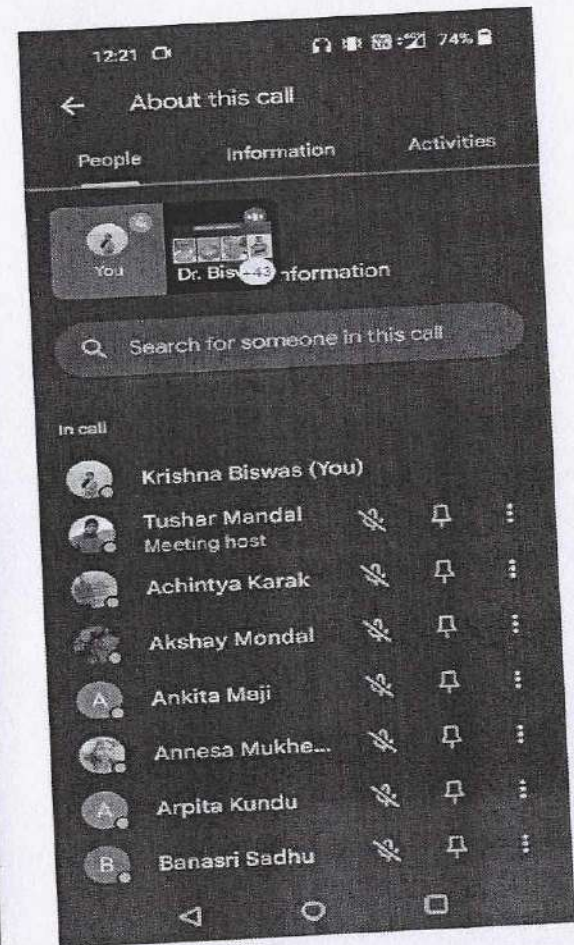 12:21
74%
About this call
People Information Activities
You
Dr. Bisw +43 nformation
Search for someone in this call
In call
Krishna Biswas (You)
Tushar Mandal
Meeting host
Achintya Karak
Akshay Mondal
A Ankita Maji
Annesa Mukhe...
A Arpita Kundu
B Banasri Sadhu